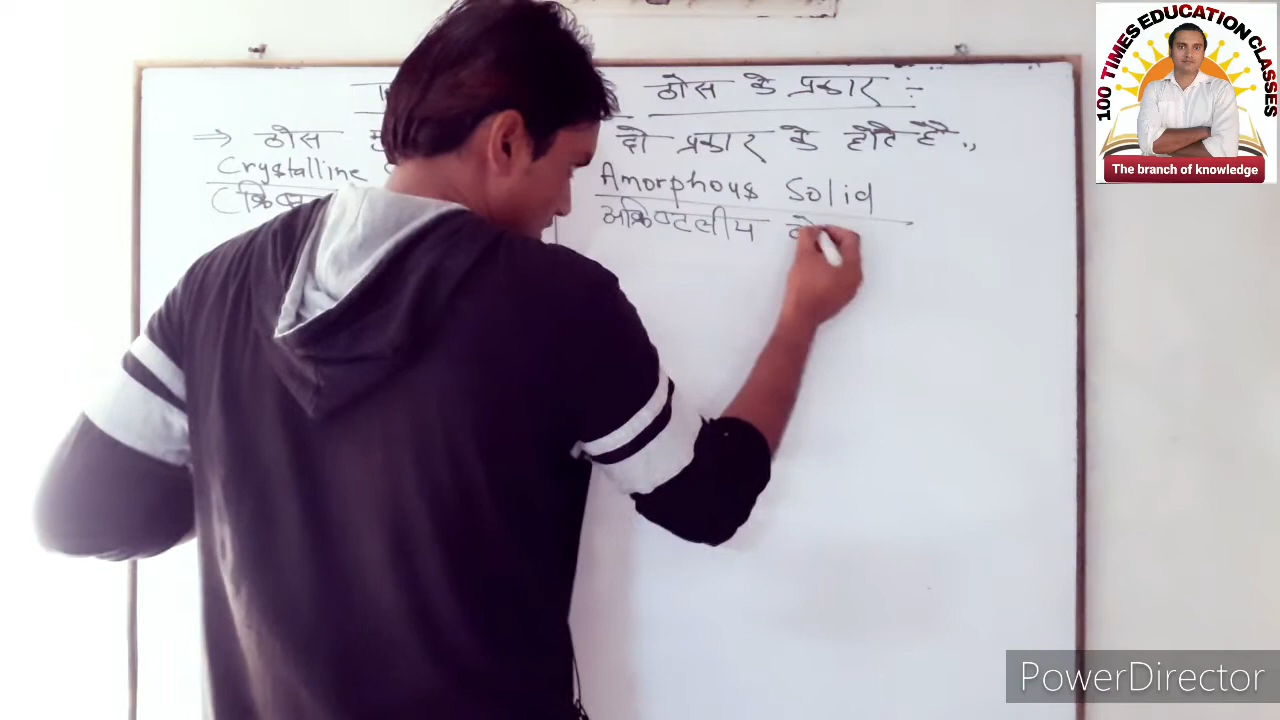 ठोस के प्रकार :-
⇒ ठोस दो प्रकार के होते है.,
Crystalline
Amorphous Solid
(क्रिस्ट
अक्रिस्टलीय
100 TIMES EDUCATION CLASSES
The branch of knowledge
PowerDirector